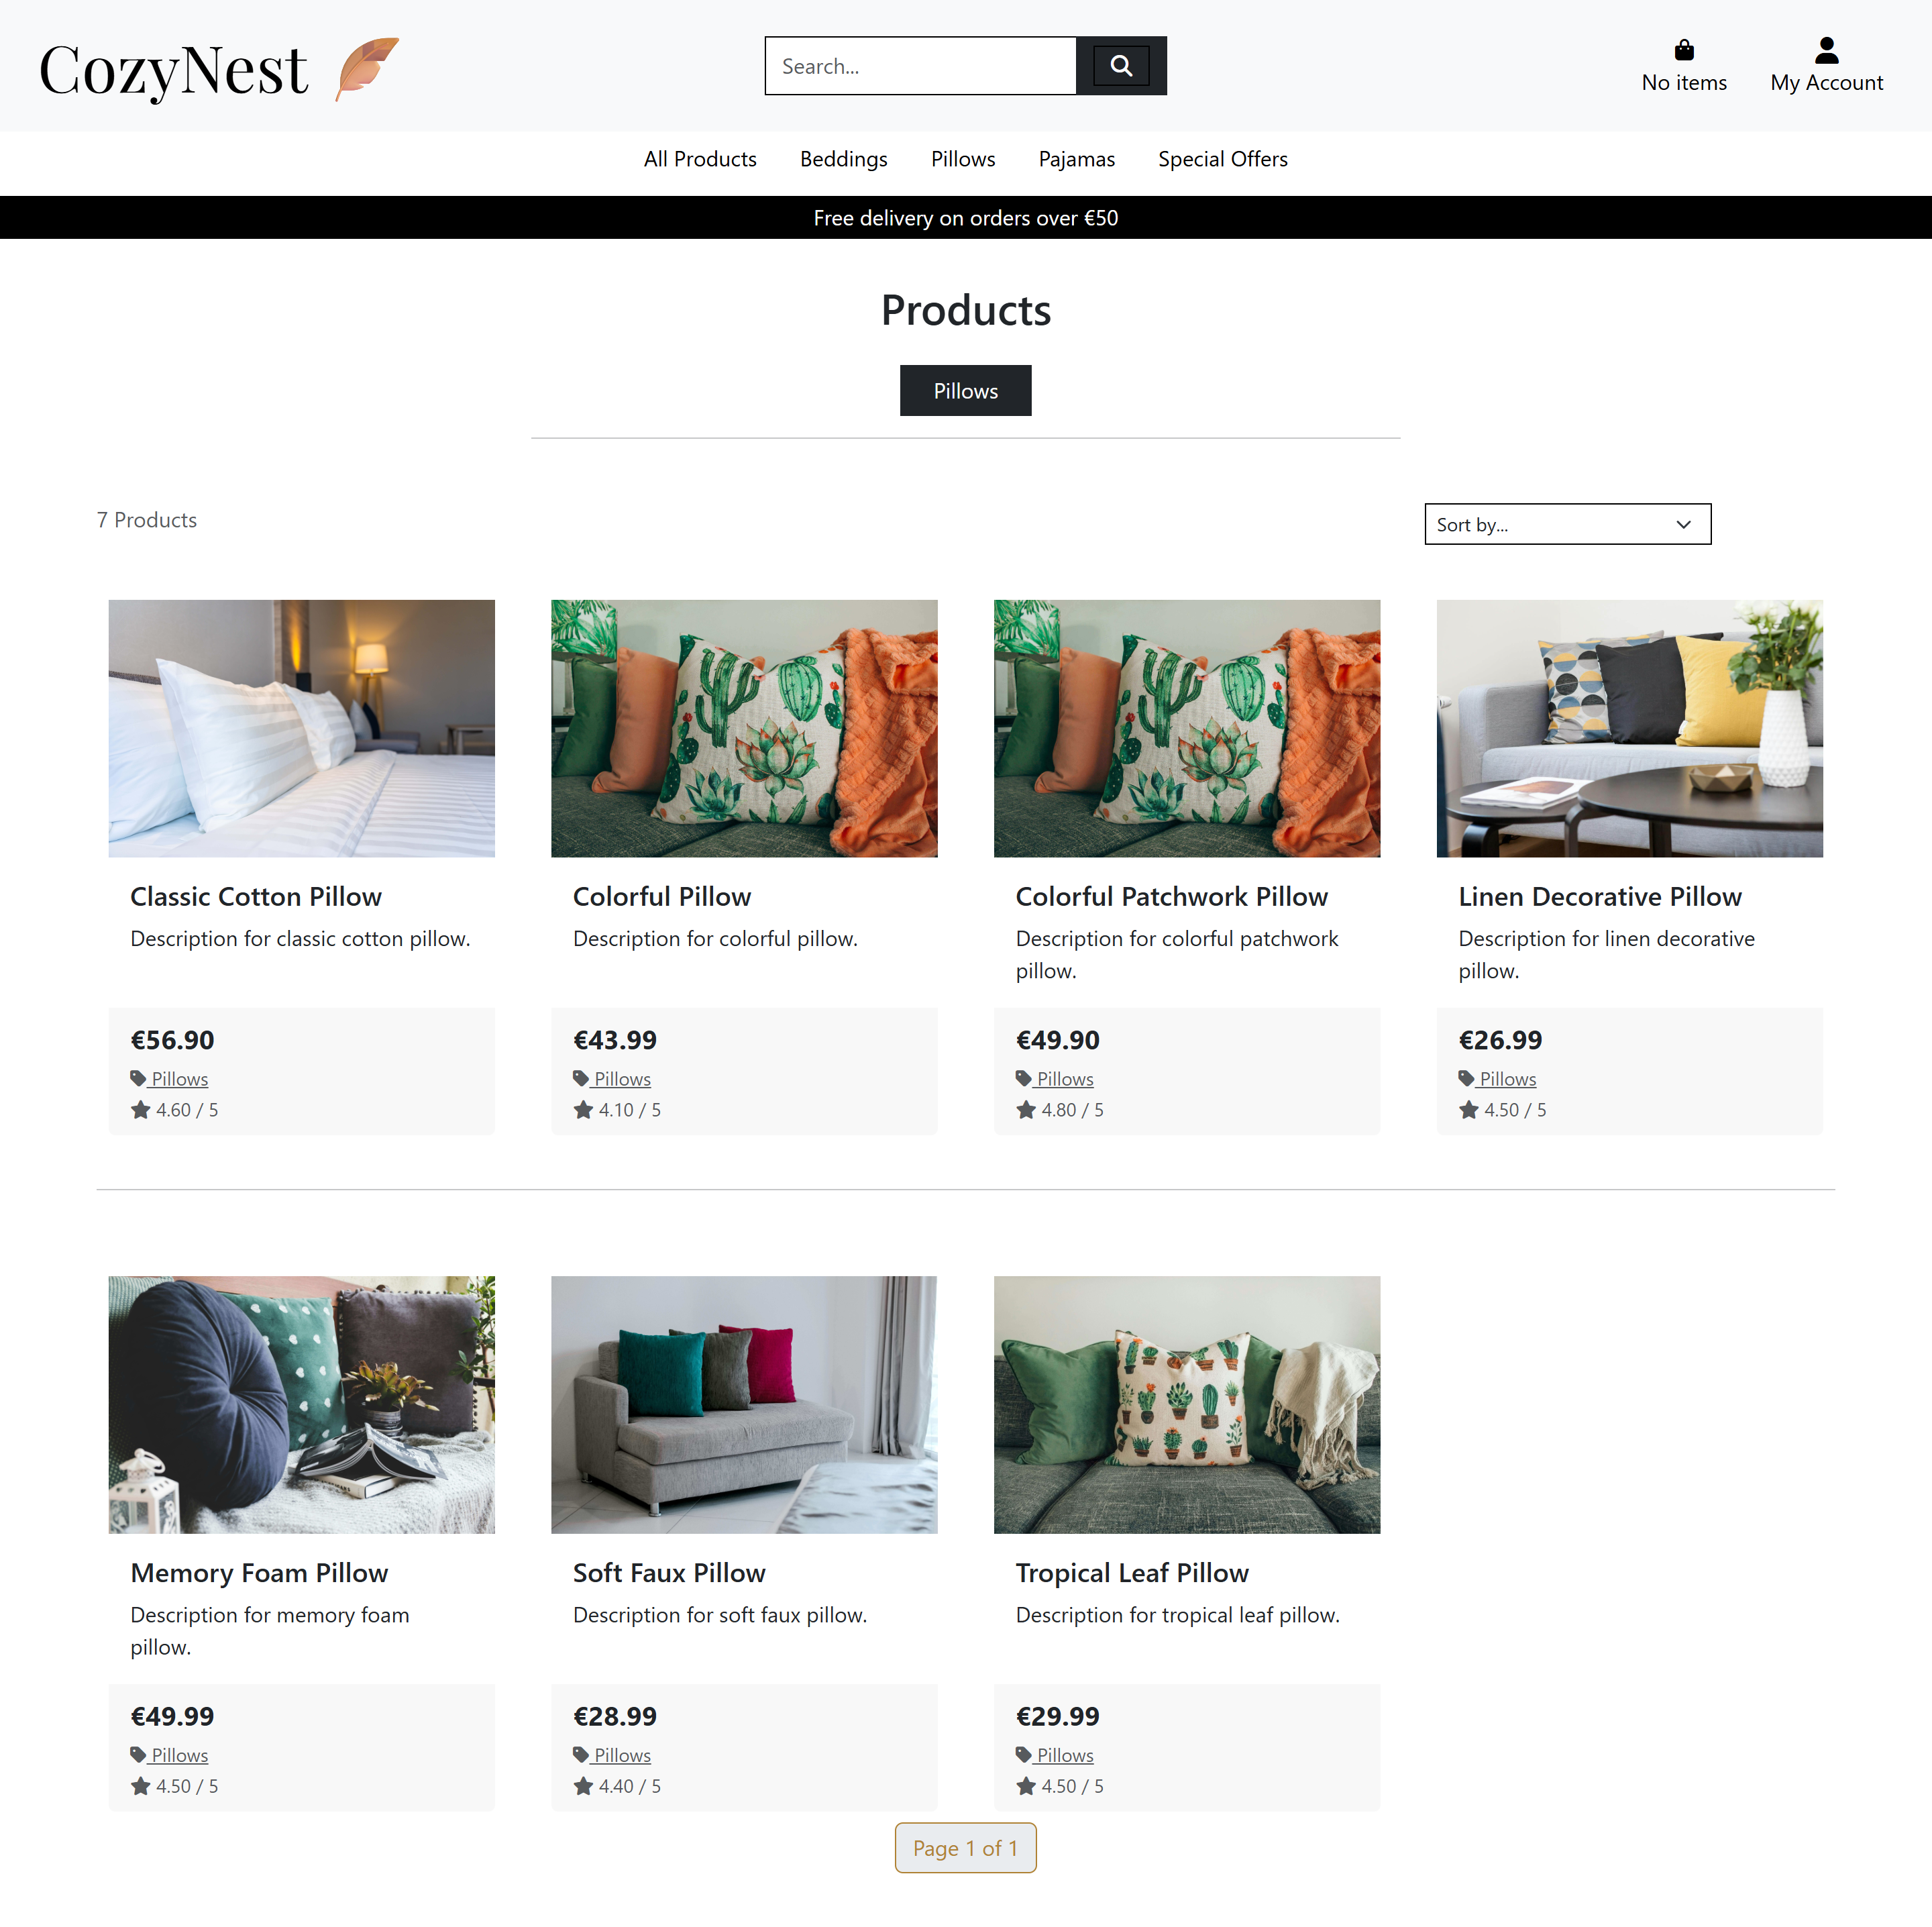 CozyNest
Search...
No items
My Account
All Products
Beddings
Pillows
Pajamas
Special Offers
Free delivery on orders over €50
Products
Pillows
7 Products
Sort by...
Classic Cotton Pillow
Description for classic cotton pillow.
€56.90
Pillows
4.60 / 5
Colorful Pillow
Description for colorful pillow.
€43.99
Pillows
4.10 / 5
Colorful Patchwork Pillow
Description for colorful patchwork
pillow.
€49.90
Pillows
4.80 / 5
Linen Decorative Pillow
Description for linen decorative
pillow.
€26.99
Pillows
4.50 / 5
Memory Foam Pillow
Description for memory foam
pillow.
€49.99
Pillows
4.50 / 5
Soft Faux Pillow
Description for soft faux pillow.
€28.99
Pillows
4.40 / 5
Tropical Leaf Pillow
Description for tropical leaf pillow.
€29.99
Pillows
4.50 / 5
Page 1 of 1